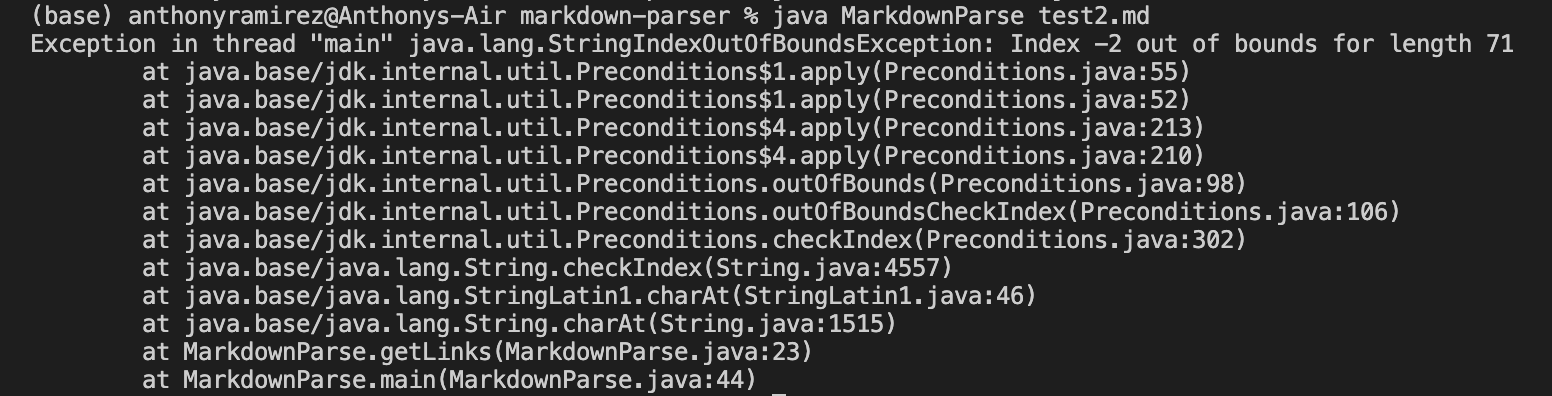 (base) anthonyramirez@Anthonys-Air markdown-parser % java MarkdownParse test2.md
Exception in thread "main" java.lang.StringIndexOutOfBoundsException: Index -2 out of bounds for length 71
        at java.base/jdk.internal.util.Preconditions$1.apply(Preconditions.java:55)
        at java.base/jdk.internal.util.Preconditions$1.apply(Preconditions.java:52)
        at java.base/jdk.internal.util.Preconditions$4.apply(Preconditions.java:213)
        at java.base/jdk.internal.util.Preconditions$4.apply(Preconditions.java:210)
        at java.base/jdk.internal.util.Preconditions.outOfBounds(Preconditions.java:98)
        at java.base/jdk.internal.util.Preconditions.outOfBoundsCheckIndex(Preconditions.java:106)
        at java.base/jdk.internal.util.Preconditions.checkIndex(Preconditions.java:302)
        at java.base/java.lang.String.checkIndex(String.java:4557)
        at java.base/java.lang.StringLatin1.charAt(StringLatin1.java:46)
        at java.base/java.lang.String.charAt(String.java:1515)
        at MarkdownParse.getLinks(MarkdownParse.java:23)
        at MarkdownParse.main(MarkdownParse.java:44)